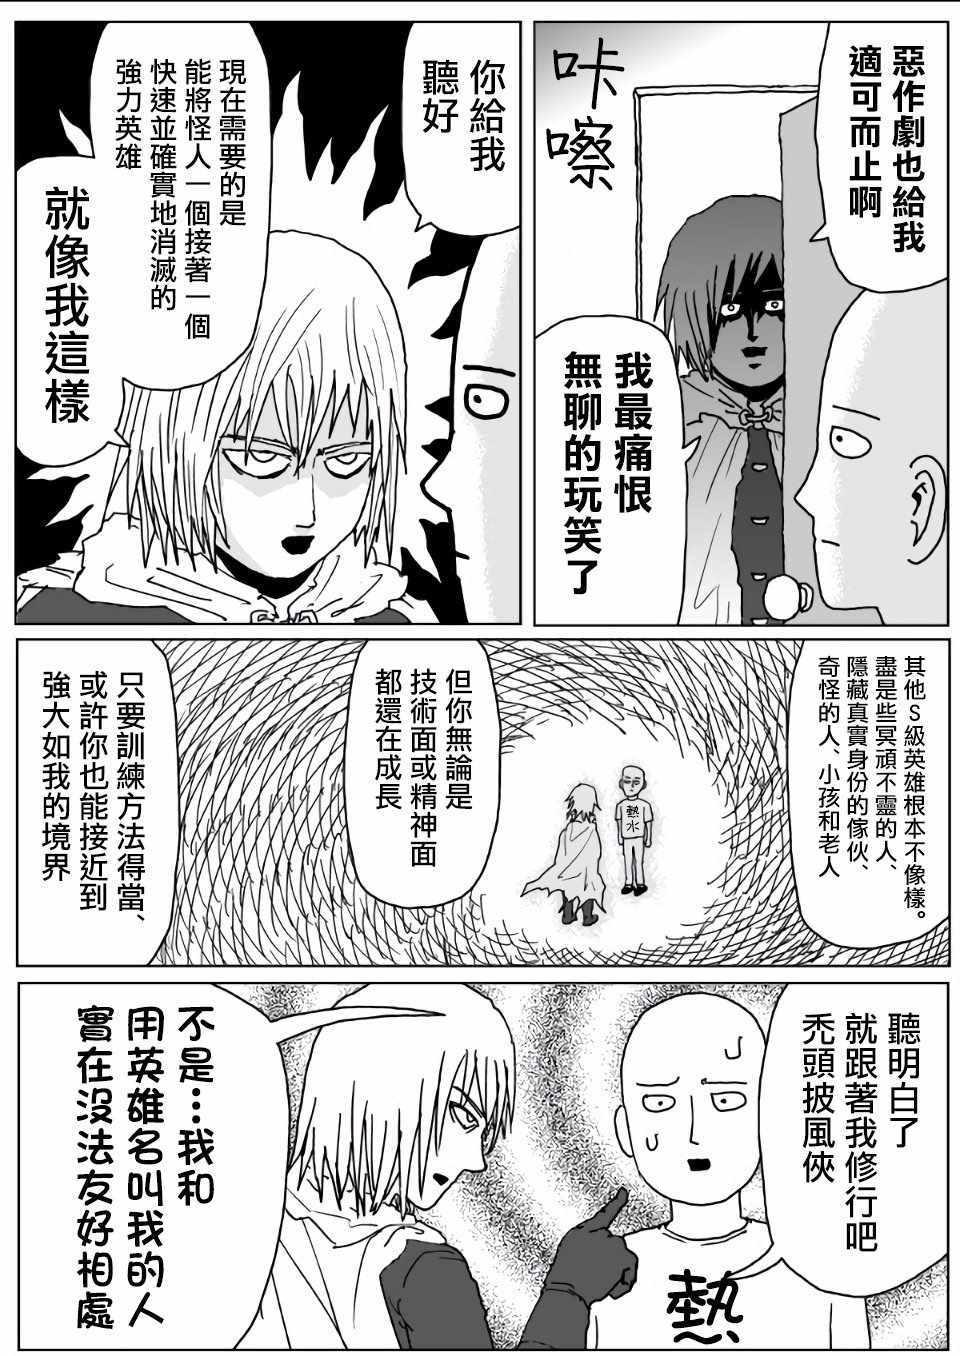 惡作劇也給我
適可而止啊
咔
嚓
我最痛恨
無聊的玩笑了
你給我
聽好
現在需要的是
能將怪人一個接著一個
快速並確實地消滅的
強力英雄
就像我這樣
其他S級英雄根本不像樣。
盡是些冥頑不靈的人、
隱藏真實身份的傢伙、
奇怪的人、小孩和老人
熱
水
但你無論是
技術面或精神面
都還在成長
只要訓練方法得當、
或許你也能接近到
強大如我的境界
聽明白了
就跟著我修行吧
禿頭披風俠
熱
不是…我和
用英雄名叫我的人
實在沒法友好相處